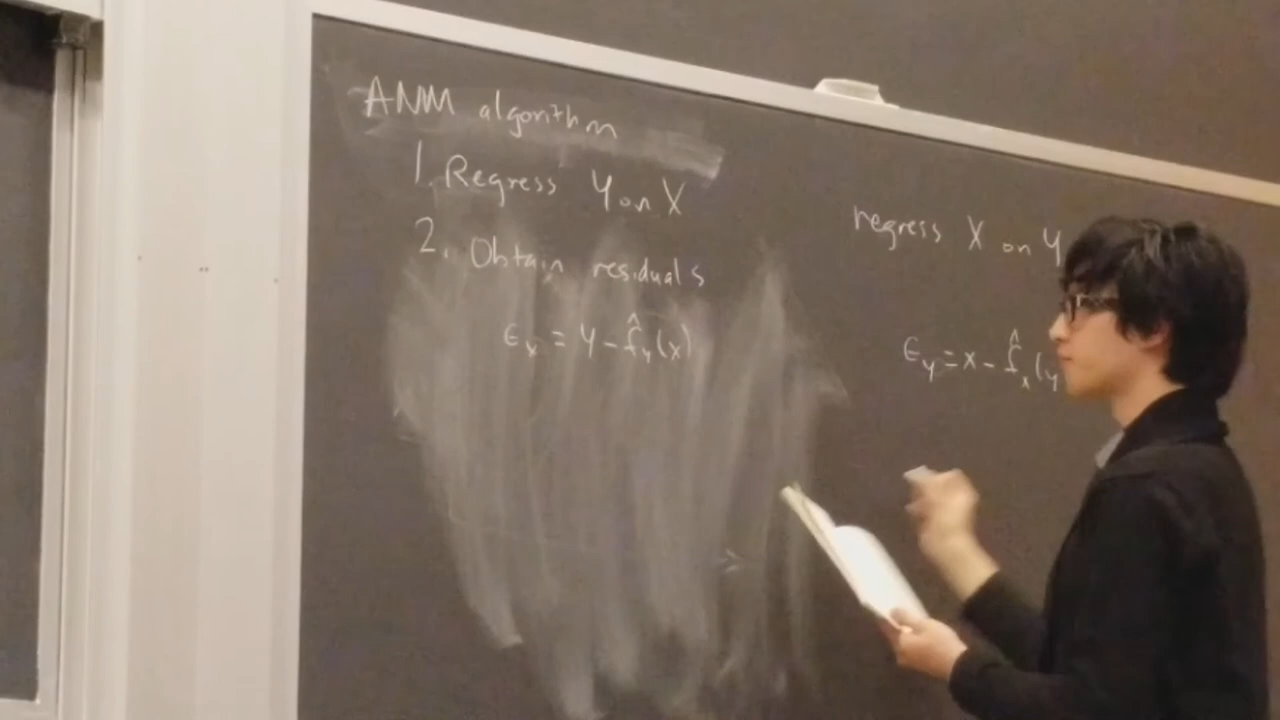 ANM algorithm
1. Regress Y on X
regress X on Y
2. Obtain residuals
ϵ_x = y - f̂_y(x)
ϵ_y = x - f̂_x(y